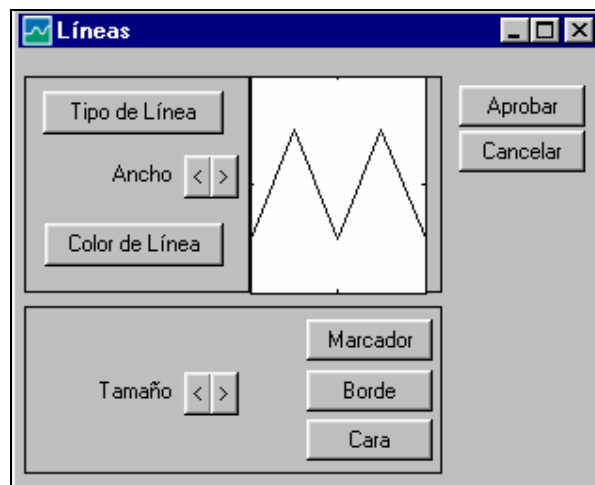 Líneas
Tipo de Línea
Ancho < >
Color de Línea
Aprobar
Cancelar
Marcador
Tamaño < >
Borde
Cara